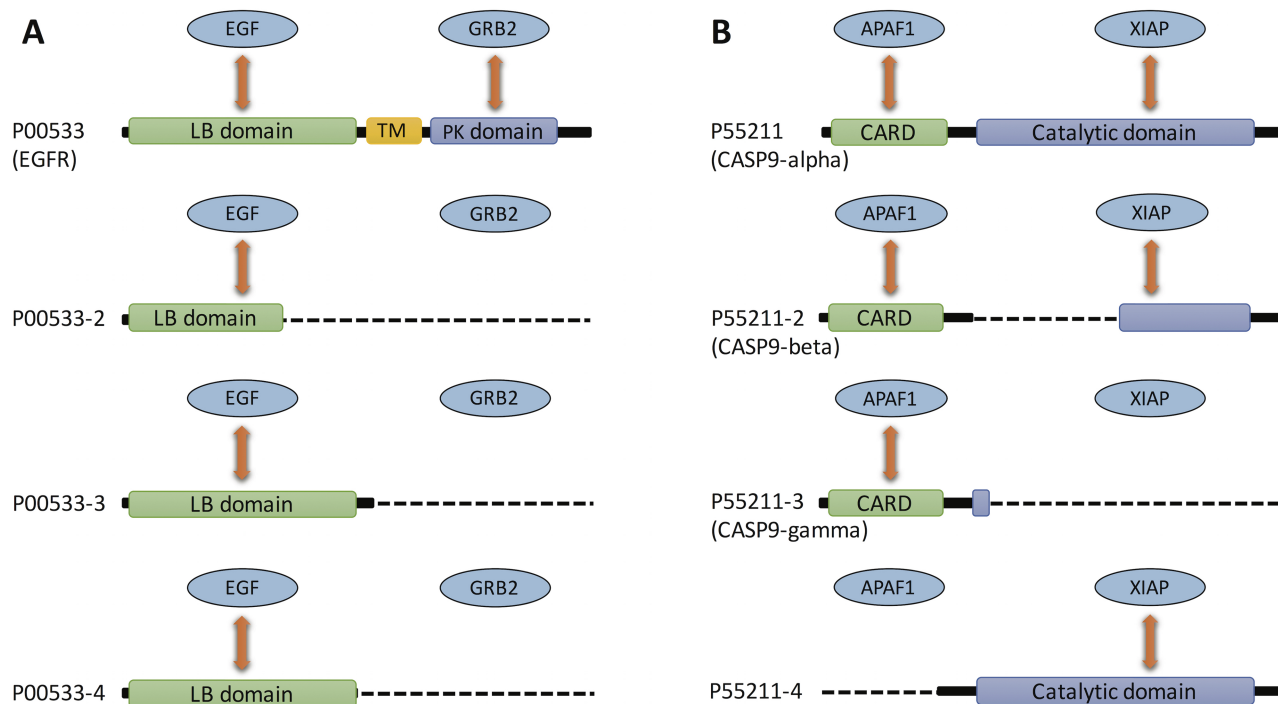 A
EGF
GRB2
P00533
(EGFR)
LB domain
TM
PK domain
EGF
GRB2
P00533-2
LB domain
EGF
GRB2
P00533-3
LB domain
EGF
GRB2
P00533-4
LB domain
B
APAF1
XIAP
P55211
(CASP9-alpha)
CARD
Catalytic domain
APAF1
XIAP
P55211-2
(CASP9-beta)
CARD
APAF1
XIAP
P55211-3
(CASP9-gamma)
CARD
APAF1
XIAP
P55211-4
Catalytic domain